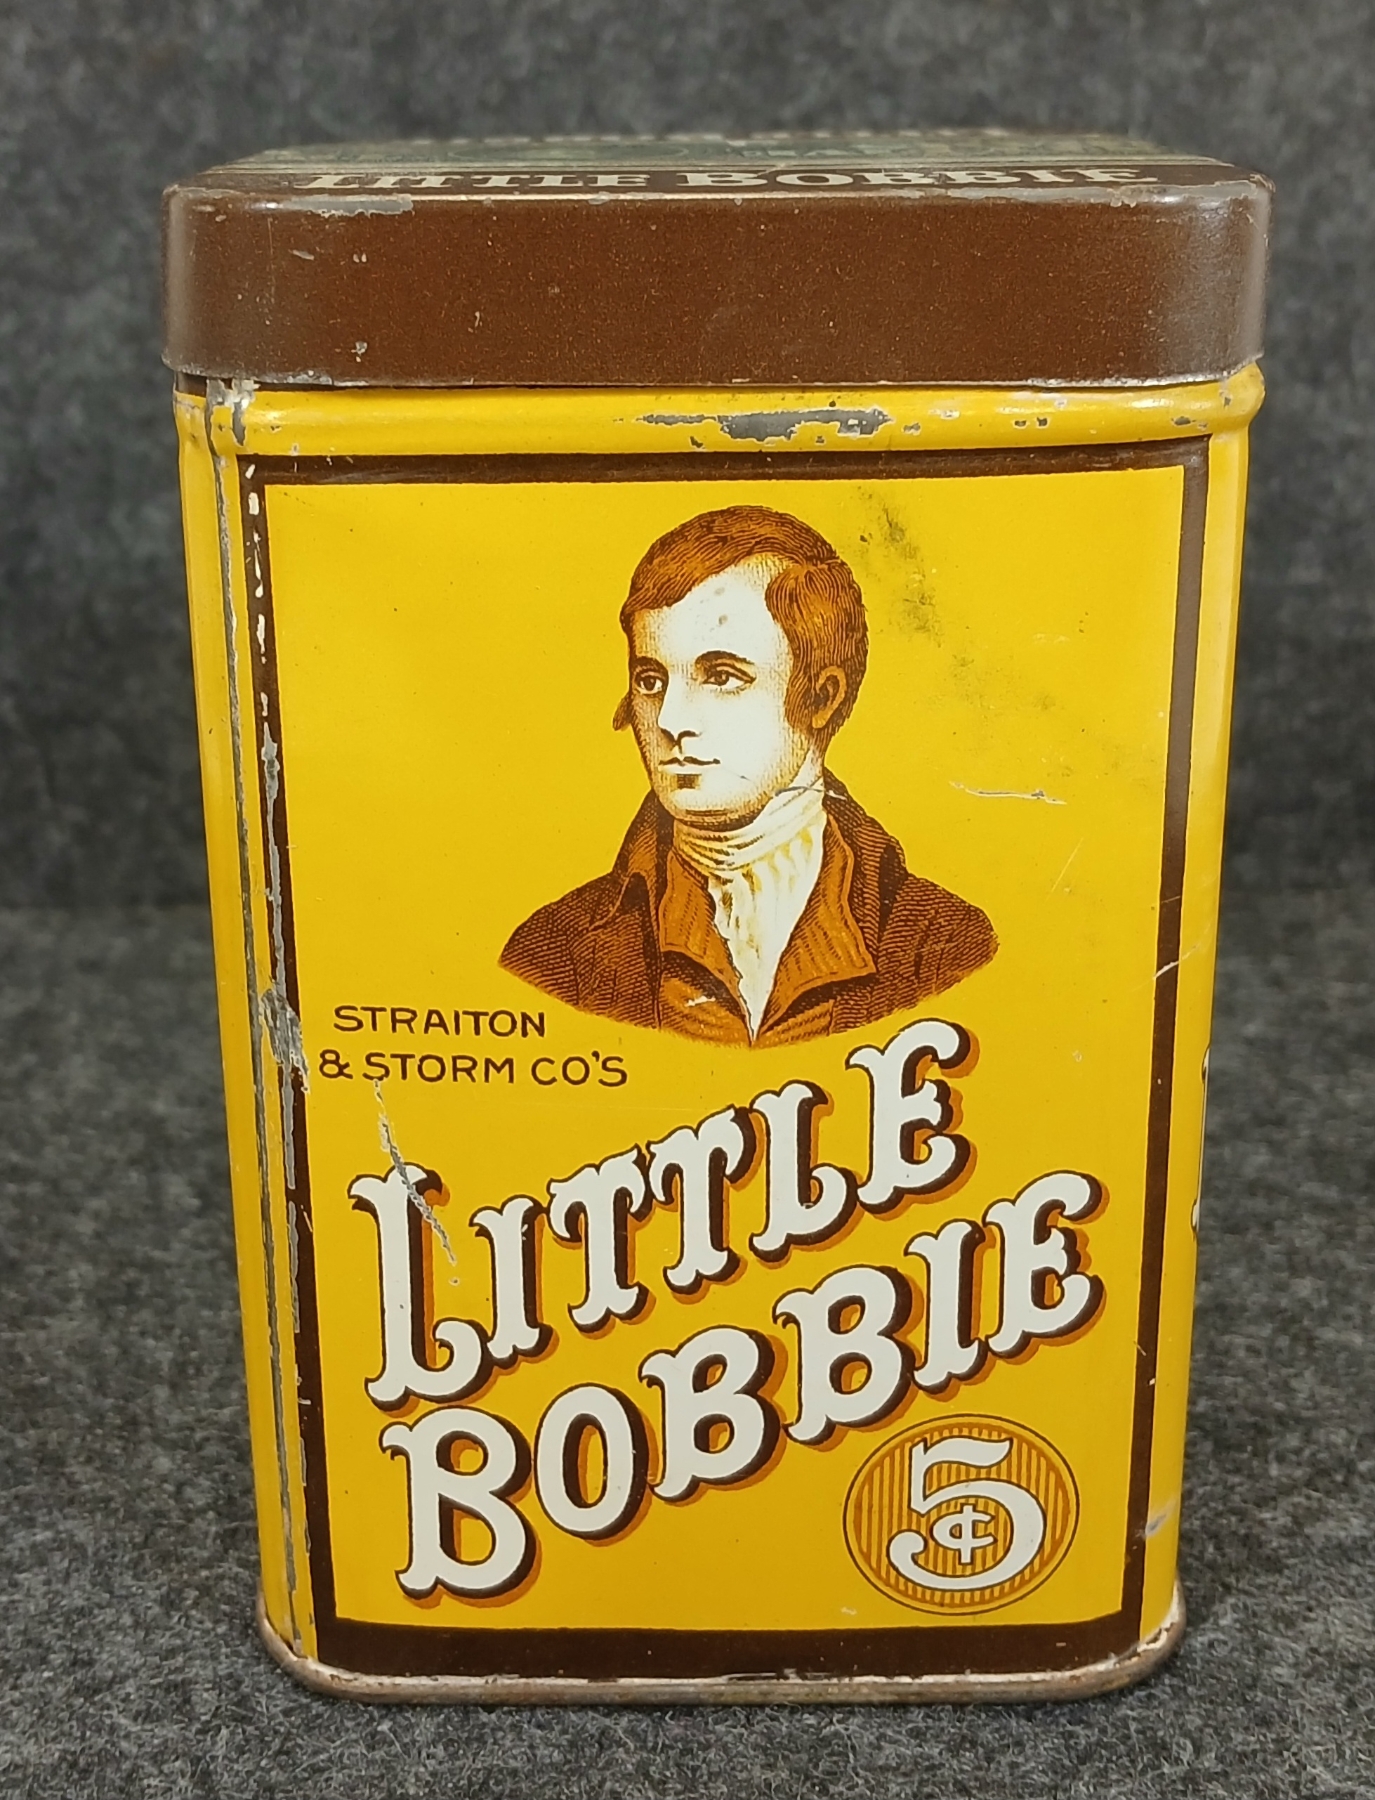 LITTLE BOBBIE
STRAITON
& STORM CO'S
LITTLE
BOBBIE
5¢